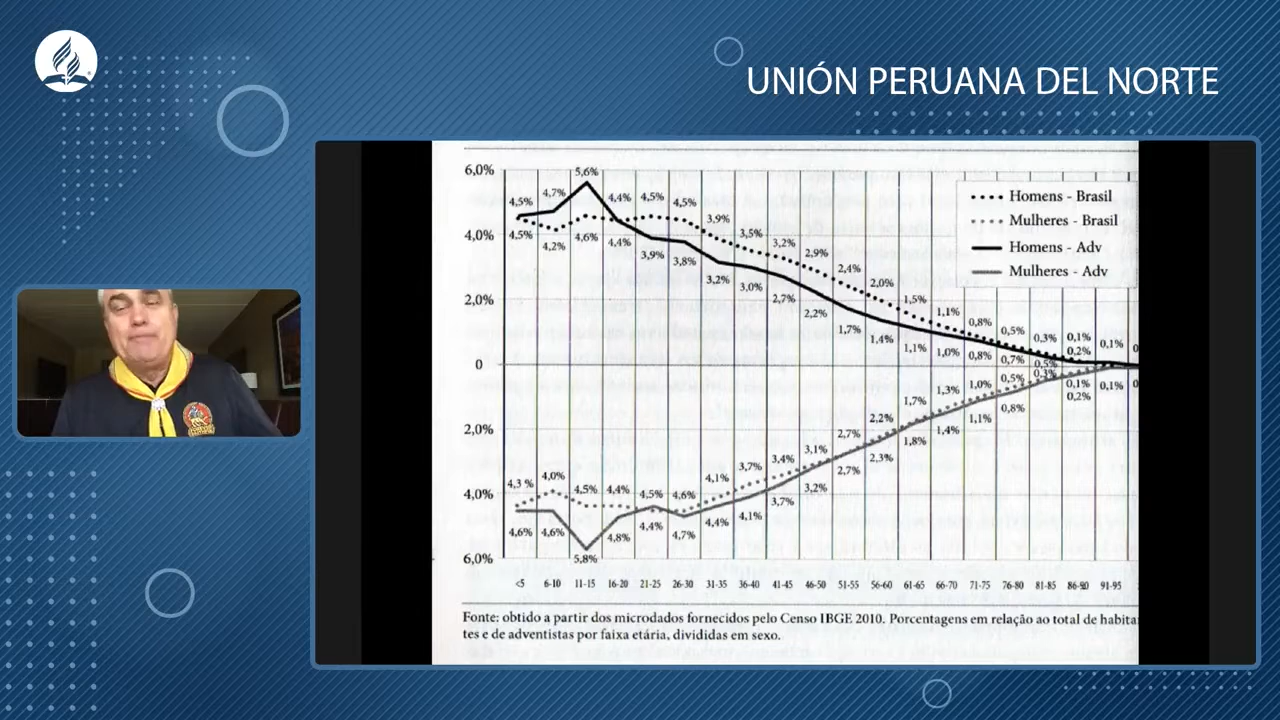 UNIÓN PERUANA DEL NORTE
6,0%
4,0%
2,0%
0
2,0%
4,0%
6,0%
4,5% 4,7% 5,6% 4,4% 4,5% 4,5% 3,9% 3,5% 3,2% 2,9% 2,4% 2,0% 1,5% 1,1% 0,8% 0,5% 0,3% 0,1% 0,1%
4,5% 4,2% 4,6% 4,4% 3,9% 3,8% 3,2% 3,0% 2,7% 2,2% 1,7% 1,4% 1,1% 1,0% 0,8% 0,7% 0,5% 0,2%
Homens - Brasil
Mulheres - Brasil
Homens - Adv
Mulheres - Adv
4,3 % 4,0% 4,5% 4,4% 4,5% 4,6% 4,1% 3,7% 3,4% 3,1% 2,7% 2,2% 1,7% 1,3% 1,0% 0,5% 0,3% 0,1% 0,1%
4,6% 4,6% 5,8% 4,8% 4,4% 4,7% 4,4% 4,1% 3,7% 3,2% 2,7% 2,3% 1,8% 1,4% 1,1% 0,8% 0,2%
<5 6-10 11-15 16-20 21-25 26-30 31-35 36-40 41-45 46-50 51-55 56-60 61-65 66-70 71-75 76-80 81-85 86-90 91-95
Fonte: obtido a partir dos microdados fornecidos pelo Censo IBGE 2010. Porcentagens em relação ao total de habita
tes e de adventistas por faixa etária, divididas em sexo.